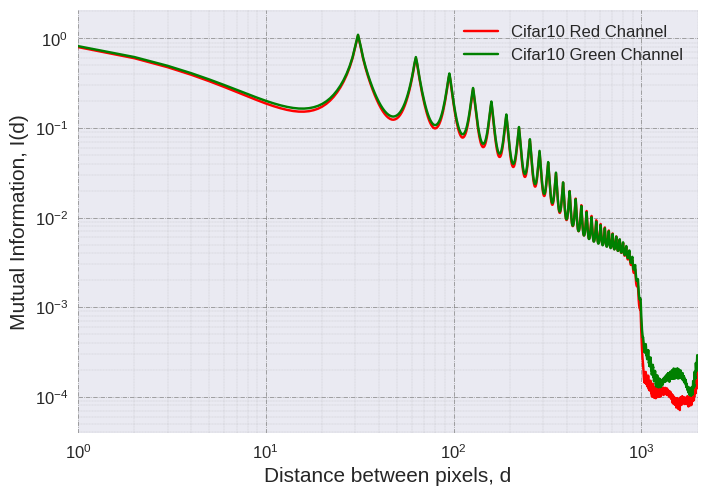 Cifar10 Red Channel
Cifar10 Green Channel
Mutual Information, I(d)
10⁰
10⁻¹
10⁻²
10⁻³
10⁻⁴
10⁰ 10¹ 10² 10³
Distance between pixels, d